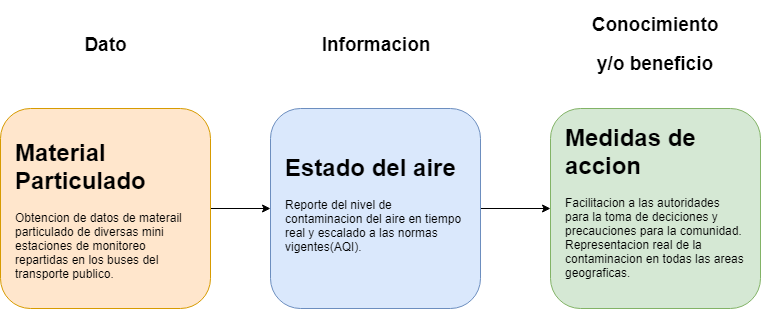 Dato
Informacion
Conocimiento
y/o beneficio
Material
Particulado
Obtencion de datos de materail
particulado de diversas mini
estaciones de monitoreo
repartidas en los buses del
transporte publico.
Estado del aire
Reporte del nivel de
contaminacion del aire en tiempo
real y escalado a las normas
vigentes(AQI).
Medidas de
accion
Facilitacion a las autoridades
para la toma de deciciones y
precauciones para la comunidad.
Representacion real de la
contaminacion en todas las areas
geograficas.